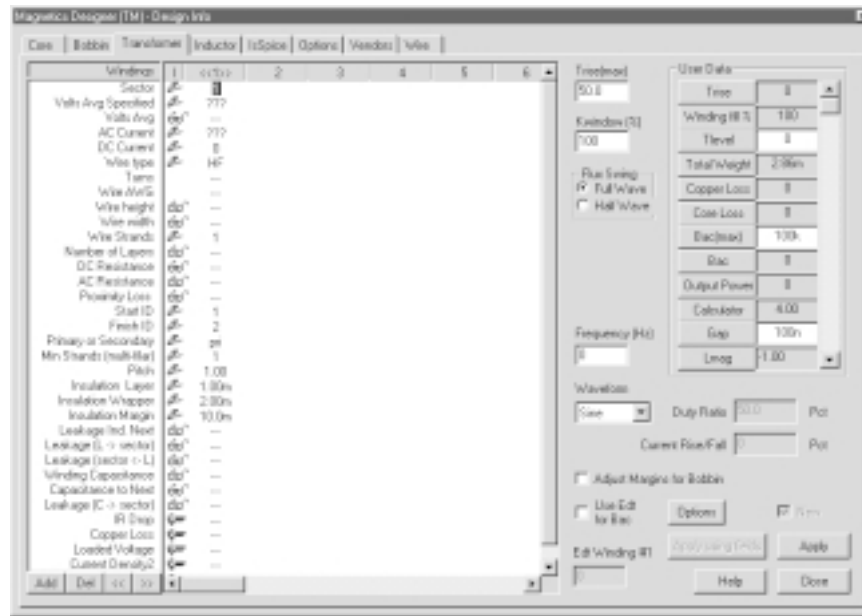 Magnetics Designer (TM) - Design Info
Core Bobbin Transformer Inductor IsSpice Options Vendors Wire
Windings 1 <<1>> 2 3 4 5 6
Sector
Volts Avg Specified ???
Volts Avg ---
AC Current ???
DC Current 0
Wire type HF
Turns ---
Wire AWG ---
Wire height ---
Wire width ---
Wire Strands 1
Number of Layers ---
DC Resistance ---
AC Resistance ---
Proximity Loss ---
Start ID 1
Finish ID 2
Primary or Secondary pri
Min Strands (multi-filar) 1
Pitch 1.00
Insulation Layer 1.00m
Insulation Wrapper 2.00m
Insulation Margin 10.0m
Leakage Ind. Next ---
Leakage (L -> sector) ---
Leakage (sector <- L) ---
Winding Capacitance ---
Capacitance to Next ---
Leakage (C -> sector) ---
IR Drop ---
Copper Loss ---
Loaded Voltage ---
Current Density2 ---
Add Del << >>
Trise(max)
50.0
Kwindow (%)
100
Flux Swing
Full Wave
Half Wave
Frequency (Hz)
0
User Data
Trise 0
Winding fill % 100
Tlevel 0
Total Weight 2.86m
Copper Loss 0
Core Loss 0
Bac(max) 100k
Bac 0
Output Power 0
Calculator 4.00
Gap 100n
Lmag -1.00
Waveform
Sine Duty Ratio 50.0 Pct
Current Rise/Fall 0 Pct
Adjust Margins for Bobbin
Use Edt for Bac Options
Edt Winding #1 Apply using Fields Apply
0 Help Done